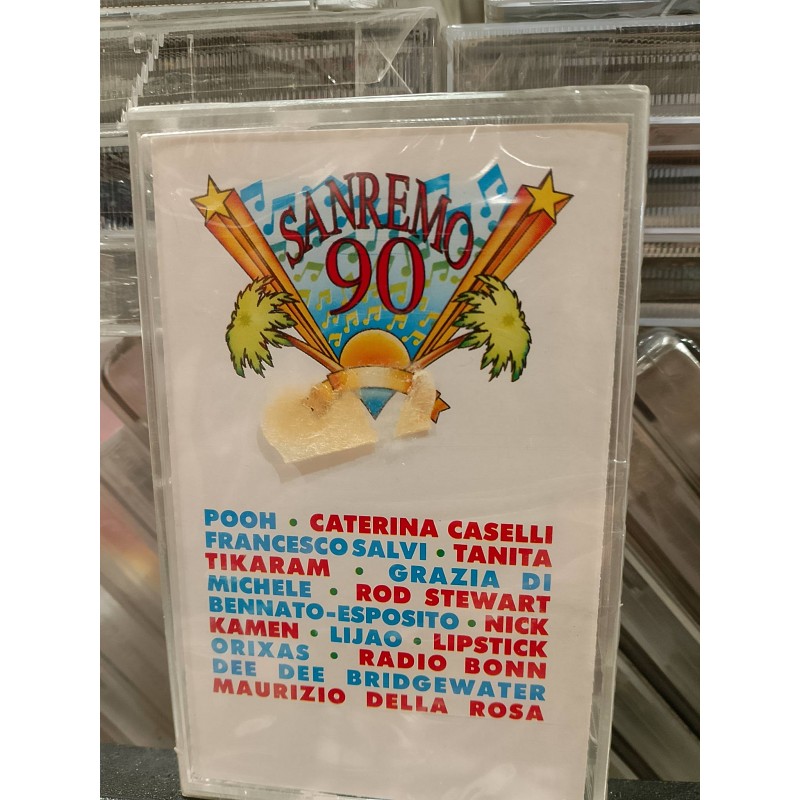 SANREMO
90
POOH • CATERINA CASELLI
FRANCESCO SALVI • TANITA
TIKARAM • GRAZIA DI
MICHELE • ROD STEWART
BENNATO-ESPOSITO • NICK
KAMEN • LIJAO • LIPSTICK
ORIXAS • RADIO BONN
DEE DEE BRIDGEWATER
MAURIZIO DELLA ROSA